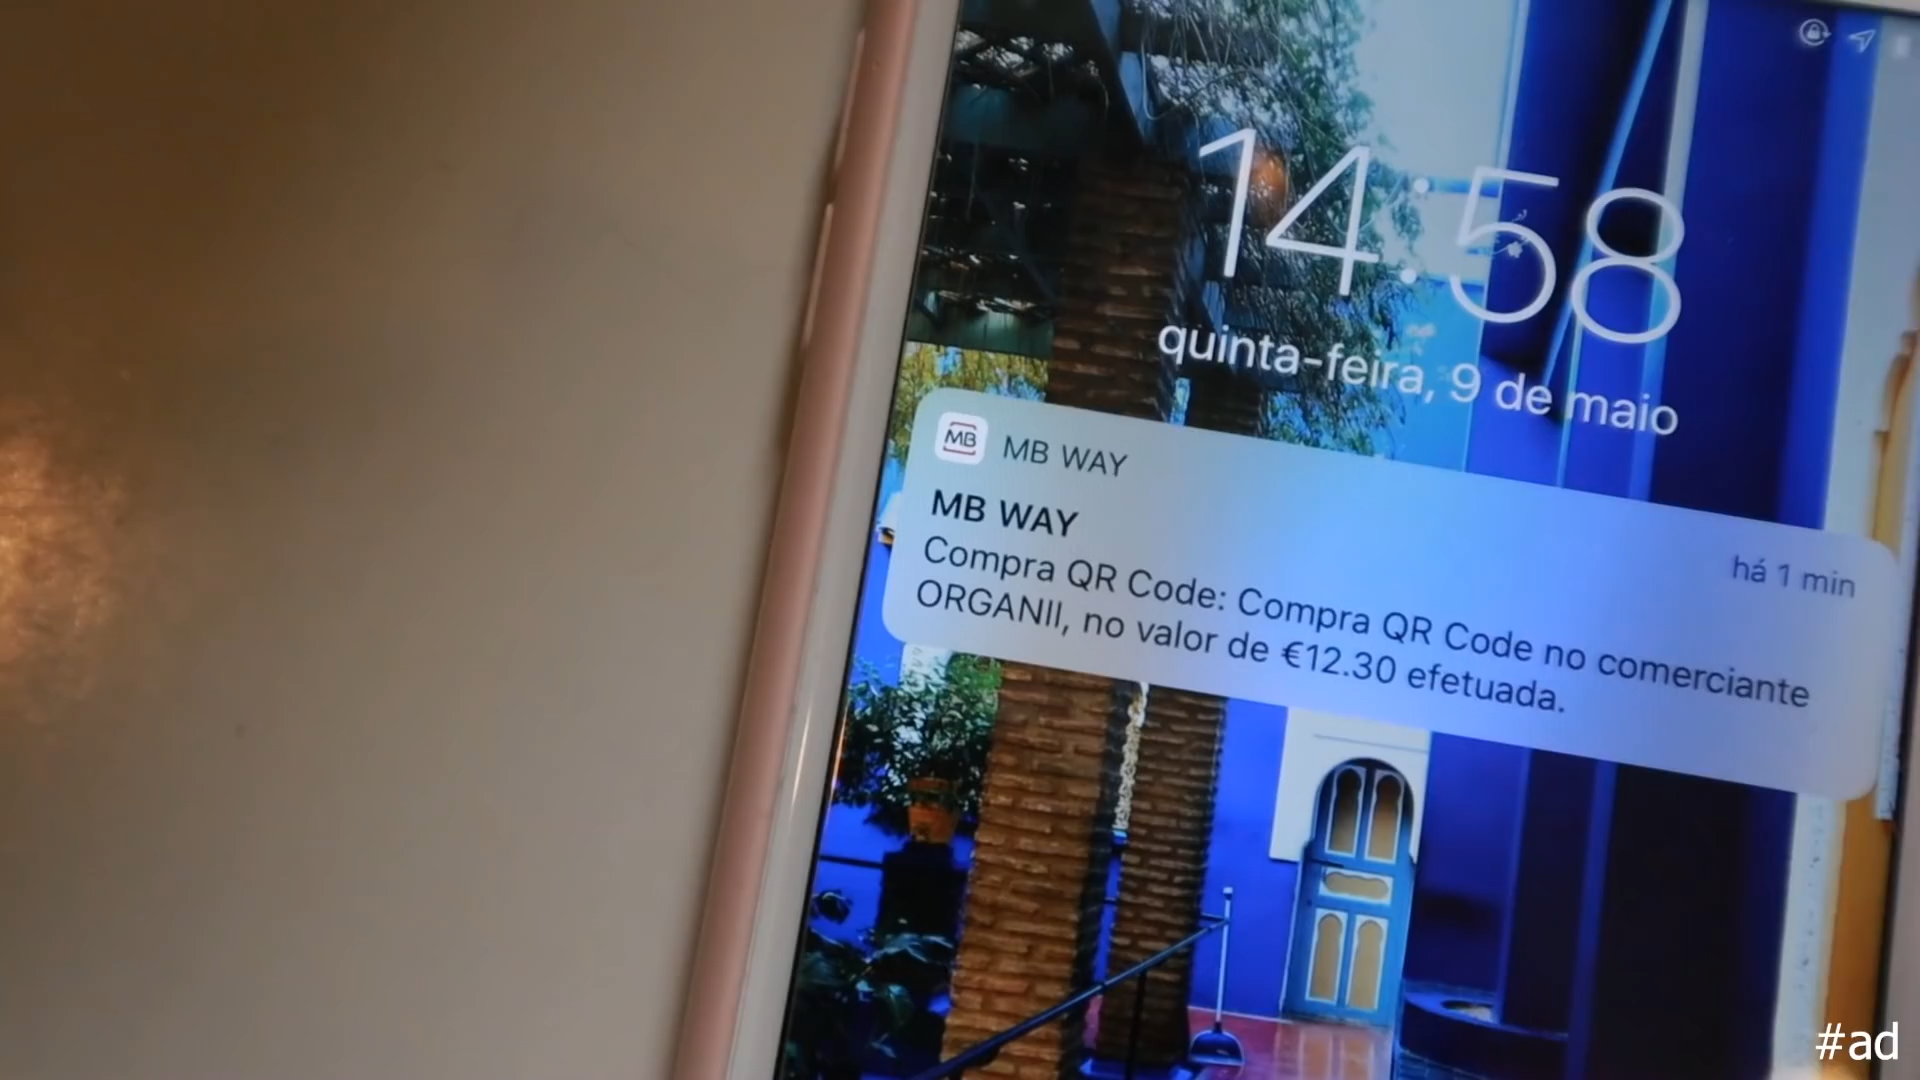 14:58
quinta-feira, 9 de maio
MB
MB WAY
há 1 min
MB WAY
Compra QR Code: Compra QR Code no comerciante
ORGANII, no valor de €12.30 efetuada.
#ad